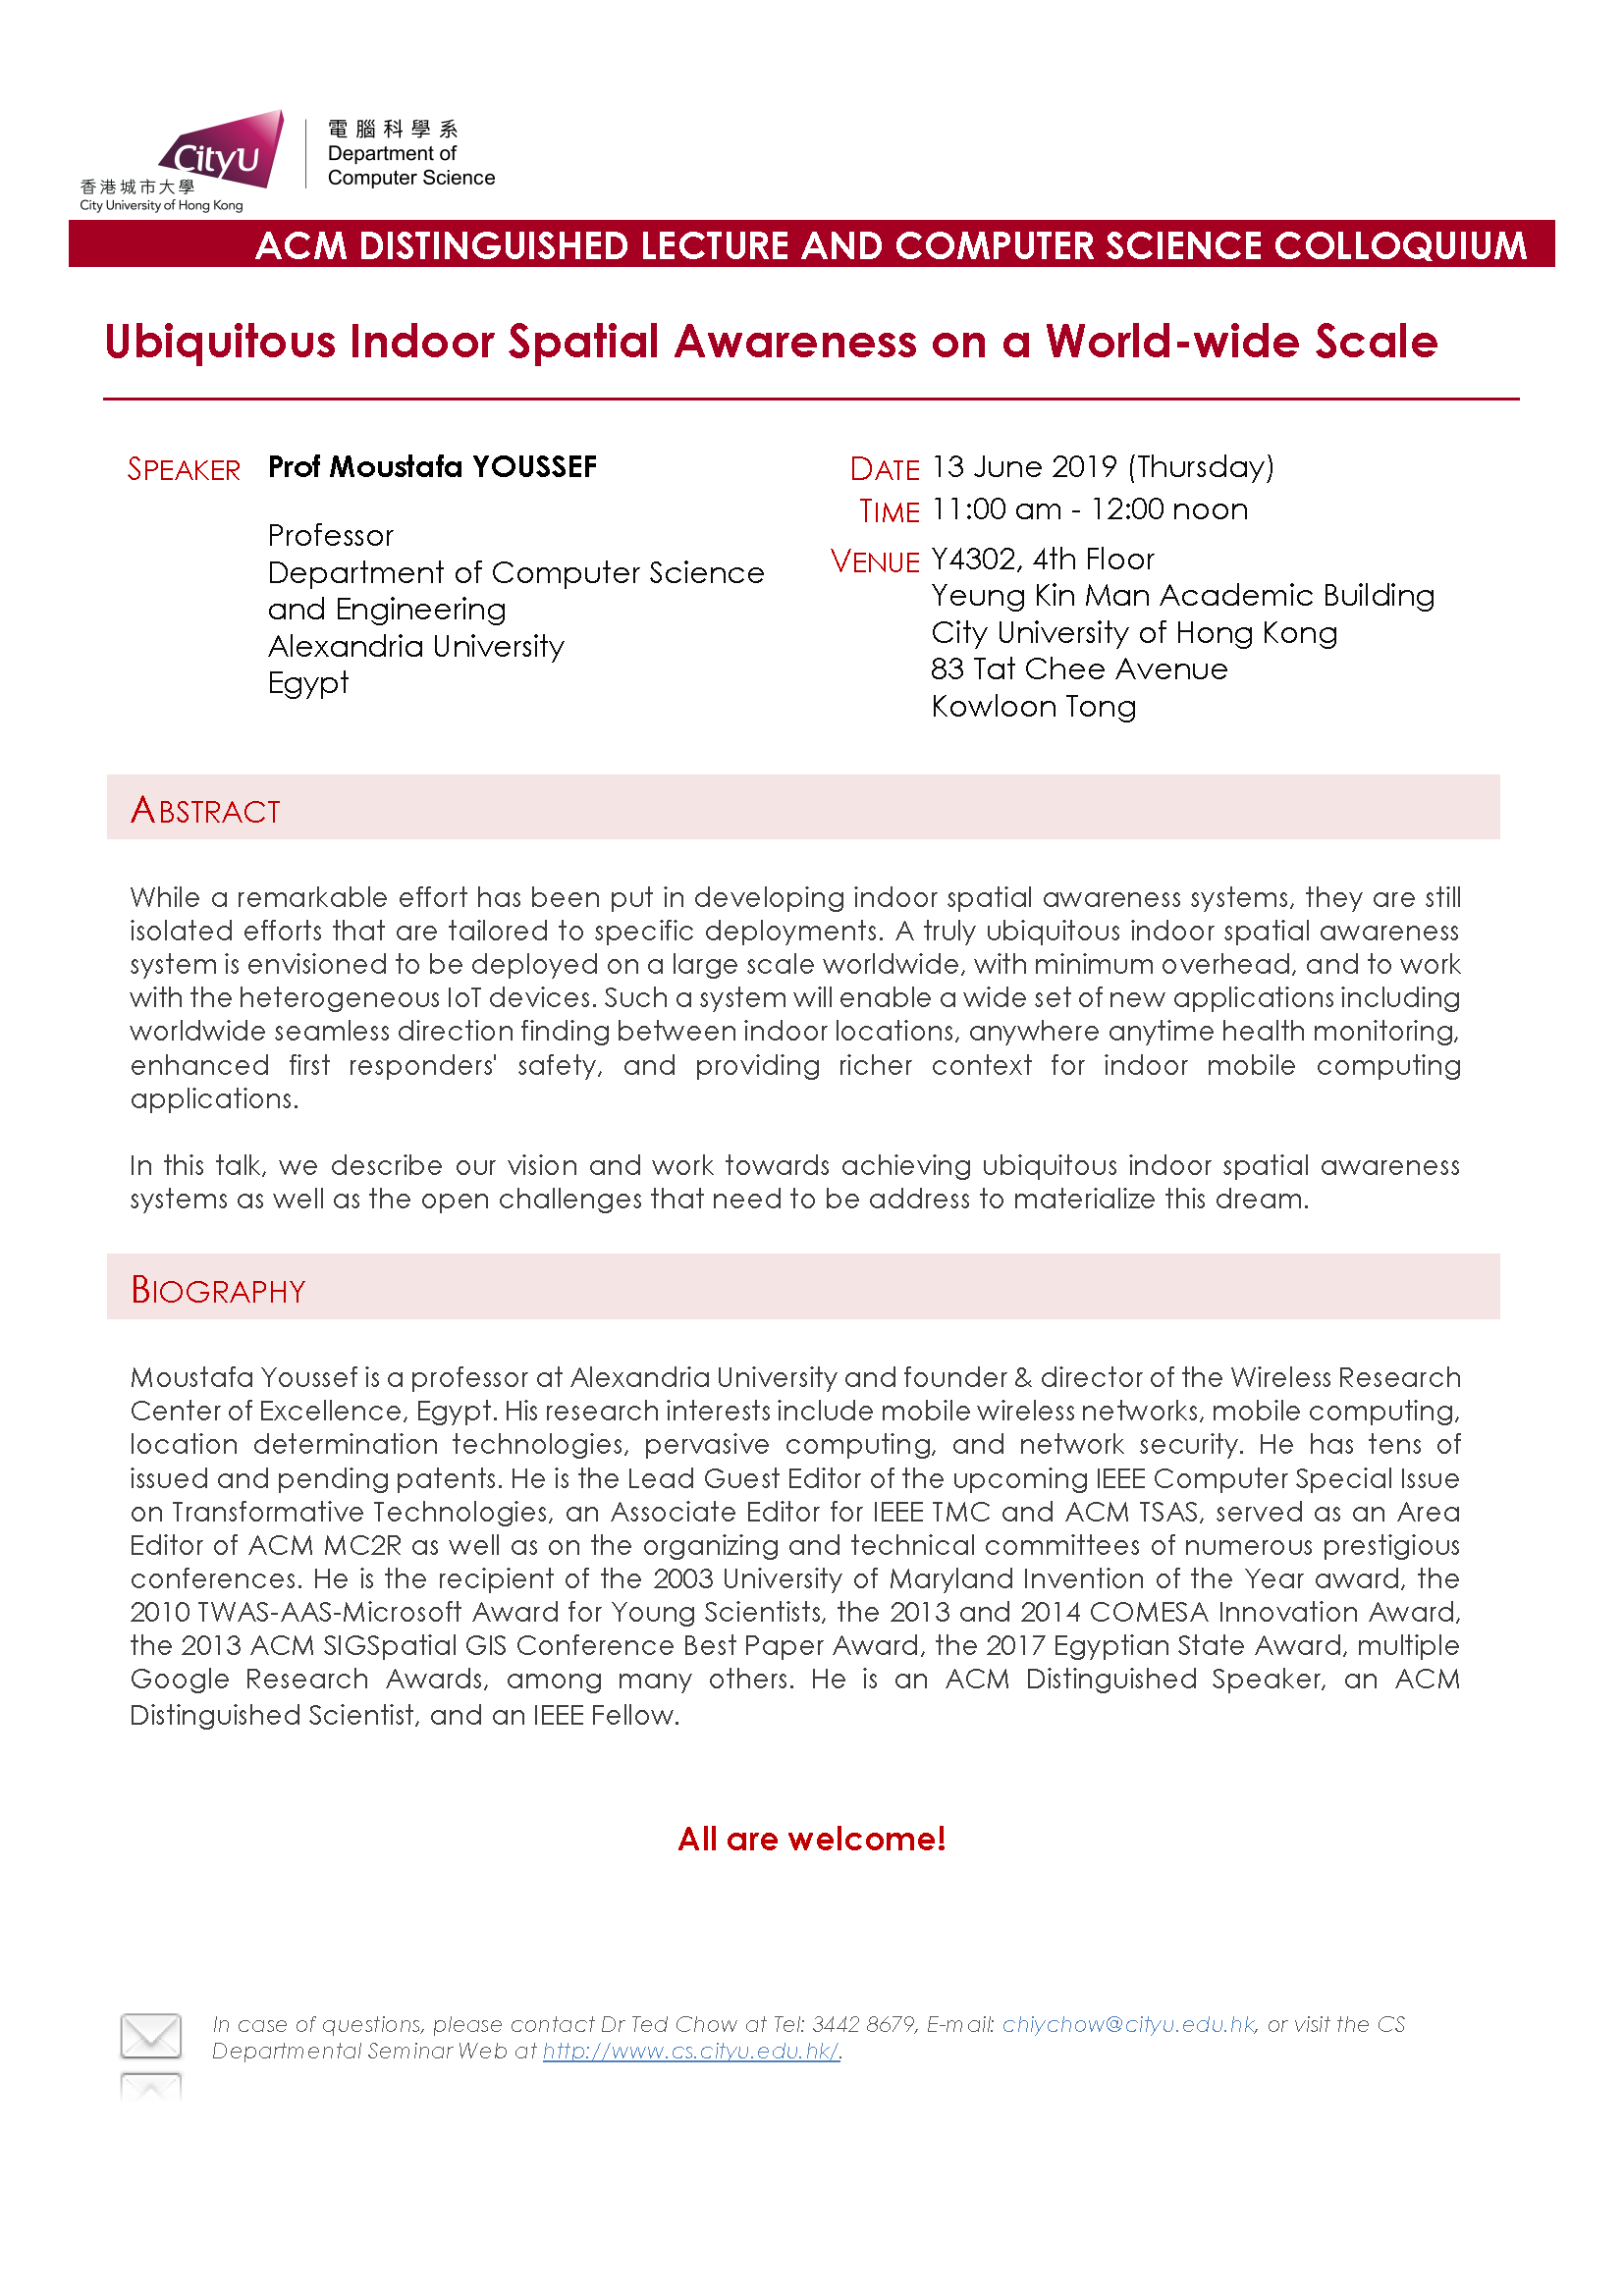 CityU
香港城市大學
City University of Hong Kong
電腦科學系
Department of
Computer Science
ACM DISTINGUISHED LECTURE AND COMPUTER SCIENCE COLLOQUIUM
Ubiquitous Indoor Spatial Awareness on a World-wide Scale
SPEAKER Prof Moustafa YOUSSEF
Professor
Department of Computer Science
and Engineering
Alexandria University
Egypt
DATE 13 June 2019 (Thursday)
TIME 11:00 am - 12:00 noon
VENUE Y4302, 4th Floor
Yeung Kin Man Academic Building
City University of Hong Kong
83 Tat Chee Avenue
Kowloon Tong
ABSTRACT
While a remarkable effort has been put in developing indoor spatial awareness systems, they are still
isolated efforts that are tailored to specific deployments. A truly ubiquitous indoor spatial awareness
system is envisioned to be deployed on a large scale worldwide, with minimum overhead, and to work
with the heterogeneous IoT devices. Such a system will enable a wide set of new applications including
worldwide seamless direction finding between indoor locations, anywhere anytime health monitoring,
enhanced first responders' safety, and providing richer context for indoor mobile computing
applications.
In this talk, we describe our vision and work towards achieving ubiquitous indoor spatial awareness
systems as well as the open challenges that need to be address to materialize this dream.
BIOGRAPHY
Moustafa Youssef is a professor at Alexandria University and founder & director of the Wireless Research
Center of Excellence, Egypt. His research interests include mobile wireless networks, mobile computing,
location determination technologies, pervasive computing, and network security. He has tens of
issued and pending patents. He is the Lead Guest Editor of the upcoming IEEE Computer Special Issue
on Transformative Technologies, an Associate Editor for IEEE TMC and ACM TSAS, served as an Area
Editor of ACM MC2R as well as on the organizing and technical committees of numerous prestigious
conferences. He is the recipient of the 2003 University of Maryland Invention of the Year award, the
2010 TWAS-AAS-Microsoft Award for Young Scientists, the 2013 and 2014 COMESA Innovation Award,
the 2013 ACM SIGSpatial GIS Conference Best Paper Award, the 2017 Egyptian State Award, multiple
Google Research Awards, among many others. He is an ACM Distinguished Speaker, an ACM
Distinguished Scientist, and an IEEE Fellow.
All are welcome!
In case of questions, please contact Dr Ted Chow at Tel: 3442 8679, E-mail: chiychow@cityu.edu.hk, or visit the CS
Departmental Seminar Web at http://www.cs.cityu.edu.hk/.